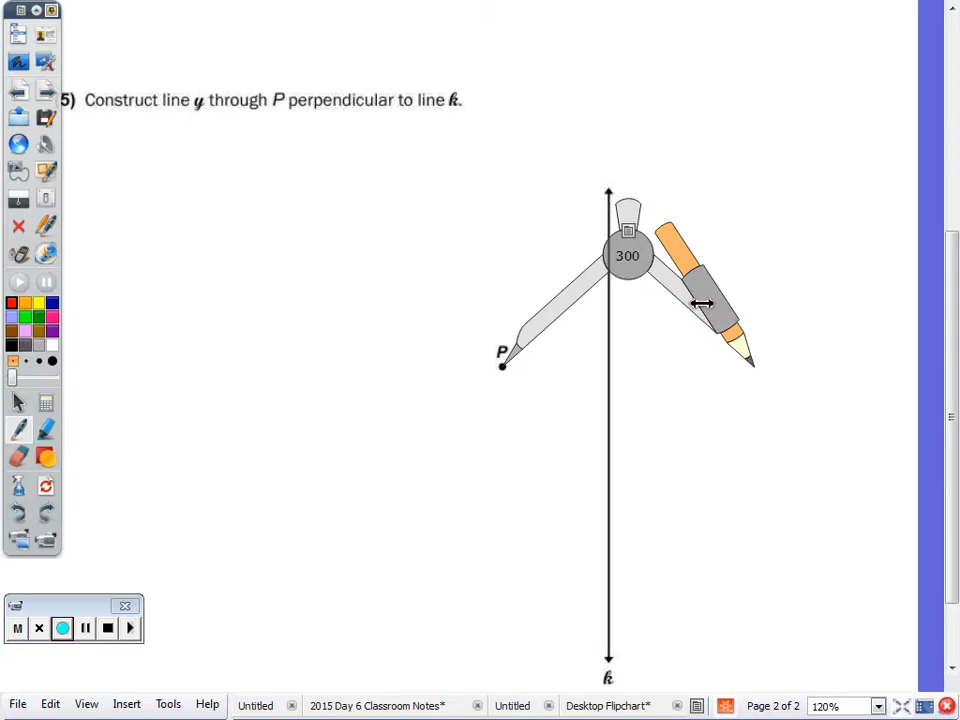 5) Construct line y through P perpendicular to line k.
300
P
k
M
File Edit View Insert Tools Help Untitled 2015 Day 6 Classroom Notes* Untitled Desktop Flipchart* Page 2 of 2 120%